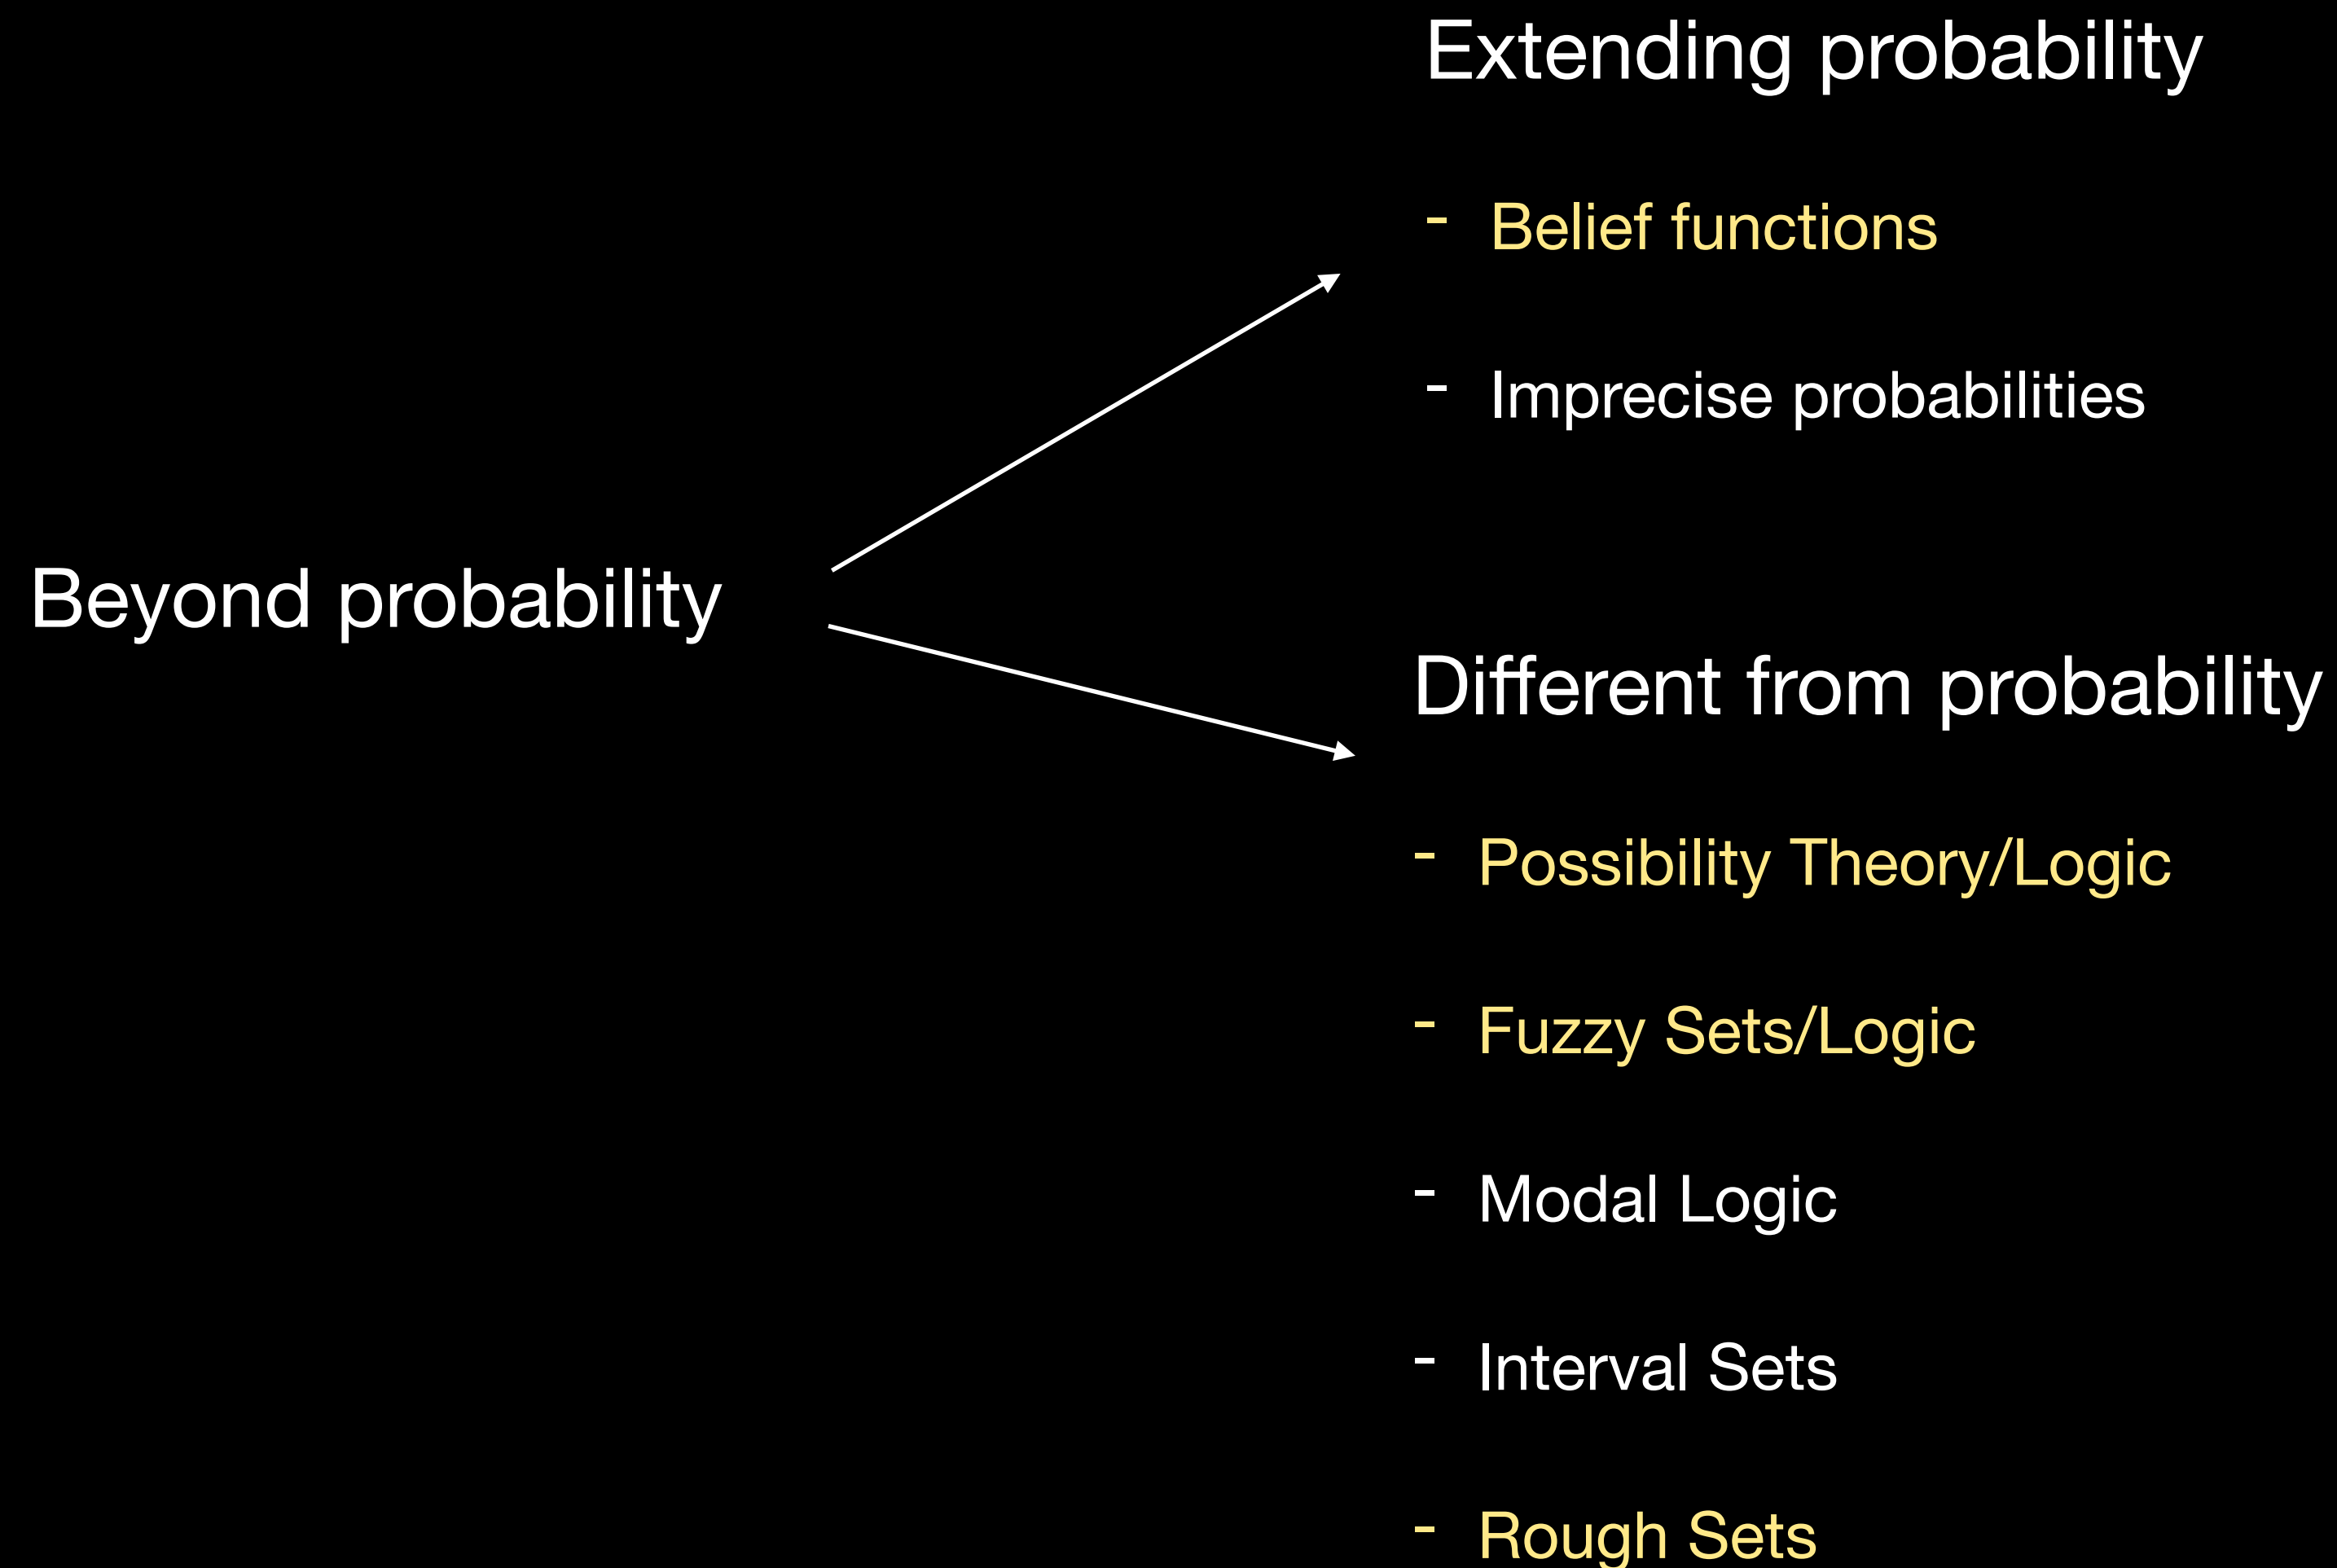 Extending probability
- Belief functions
- Imprecise probabilities
Beyond probability
Different from probability
- Possibility Theory/Logic
- Fuzzy Sets/Logic
- Modal Logic
- Interval Sets
- Rough Sets